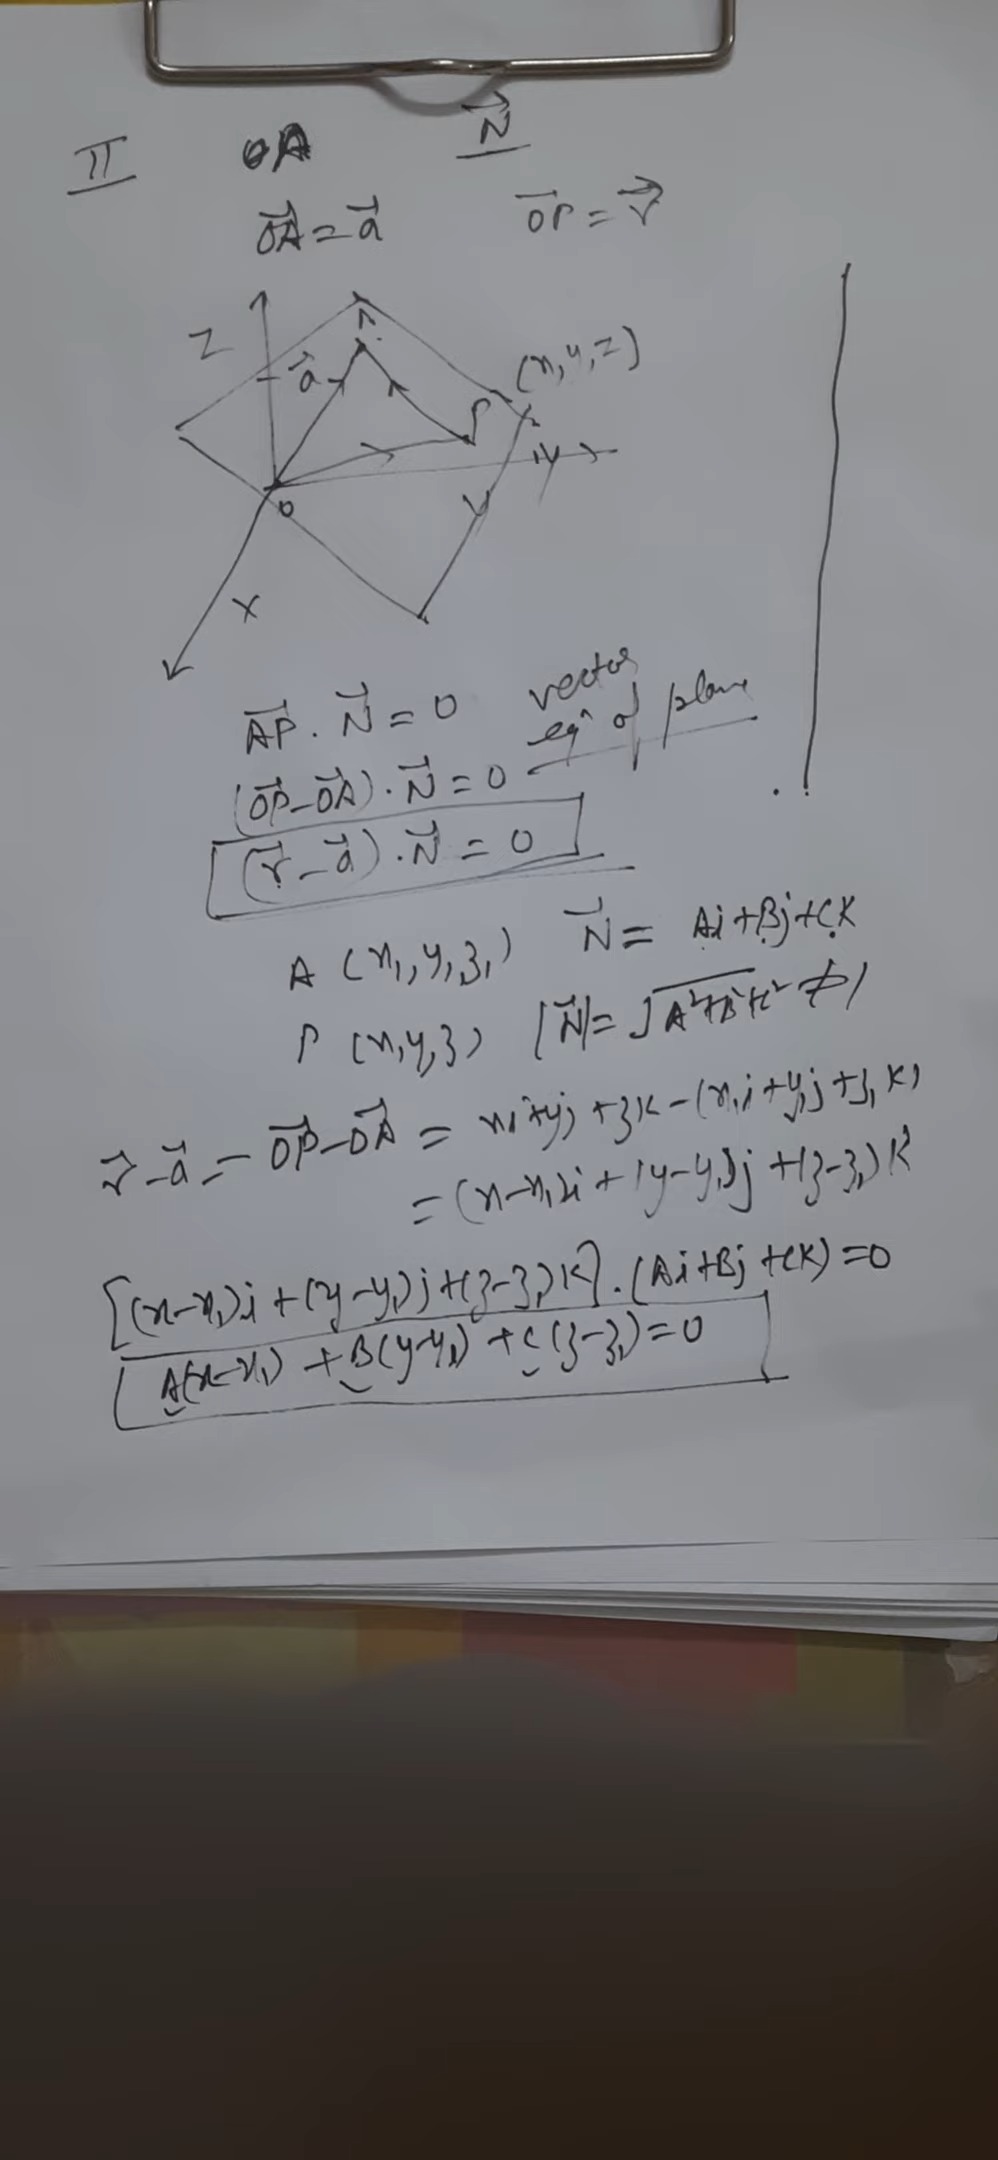 II OA N⃗
OA⃗ = a⃗ OP⃗ = r⃗
Z
A
a⃗
(x, y, z)
P
Y
O
X
AP⃗ . N⃗ = 0 vector
(OP⃗ - OA⃗) . N⃗ = 0 eqⁿ of plane
(r⃗ - a⃗) . N⃗ = 0
A (x₁, y₁, z₁) N⃗ = Ai + Bj + CK
P (x, y, z) |N⃗| = √A² + B² + C² ≠ 1
r⃗ - a⃗ = OP⃗ - OA⃗ = xi + yj + zk - (x₁i + y₁j + z₁k)
= (x - x₁)i + (y - y₁)j + (z - z₁)k
[(x - x₁)i + (y - y₁)j + (z - z₁)k] . (Ai + Bj + CK) = 0
A(x - x₁) + B(y - y₁) + C(z - z₁) = 0